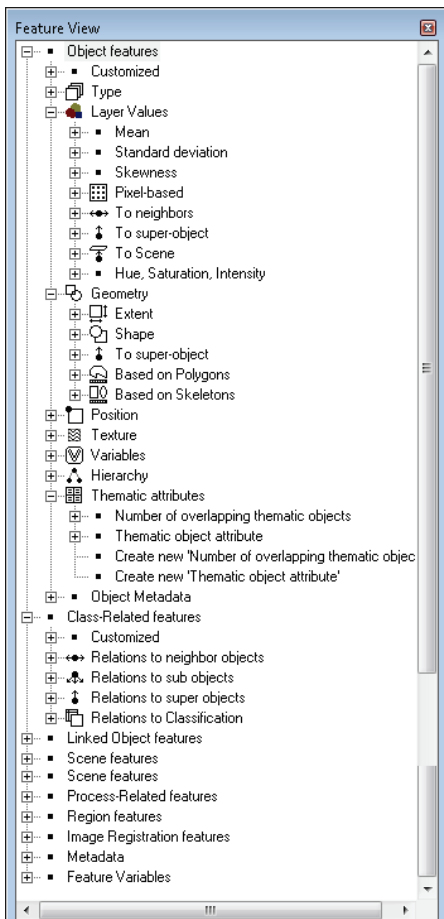 Feature View
Object features
Customized
Type
Layer Values
Mean
Standard deviation
Skewness
Pixel-based
To neighbors
To super-object
To Scene
Hue, Saturation, Intensity
Geometry
Extent
Shape
To super-object
Based on Polygons
Based on Skeletons
Position
Texture
Variables
Hierarchy
Thematic attributes
Number of overlapping thematic objects
Thematic object attribute
Create new 'Number of overlapping thematic objec
Create new 'Thematic object attribute'
Object Metadata
Class-Related features
Customized
Relations to neighbor objects
Relations to sub objects
Relations to super objects
Relations to Classification
Linked Object features
Scene features
Scene features
Process-Related features
Region features
Image Registration features
Metadata
Feature Variables